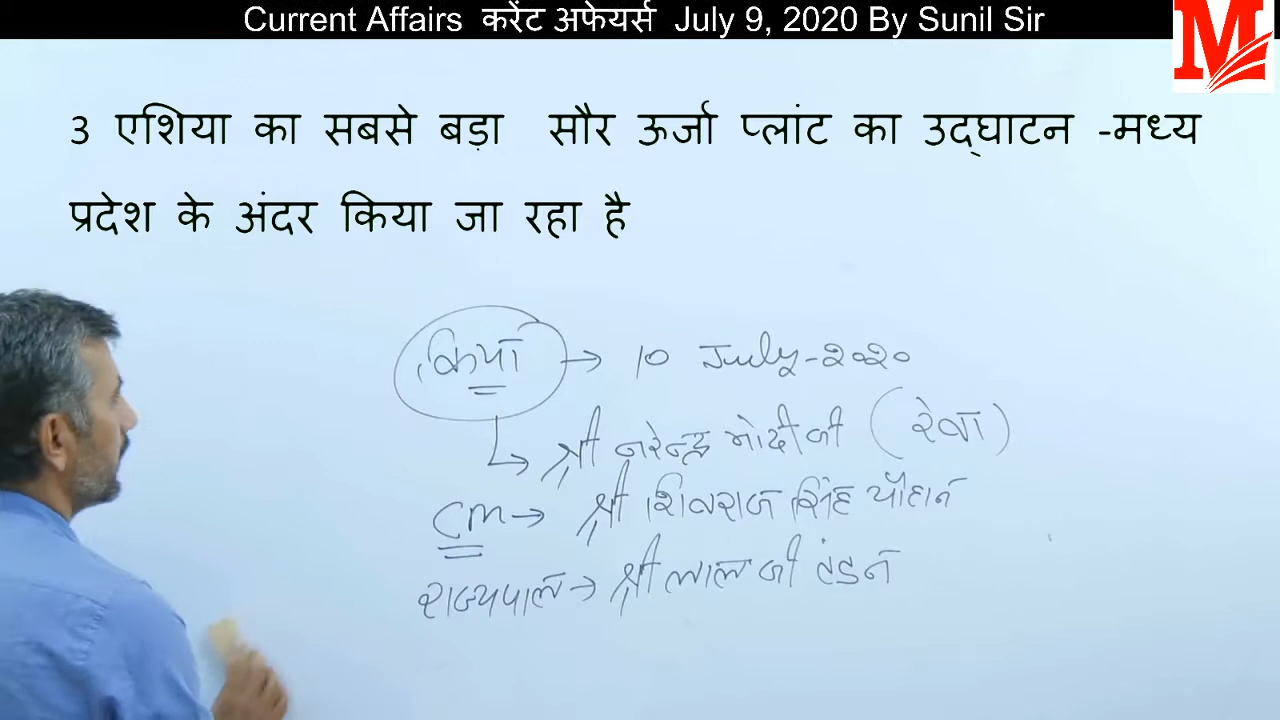 Current Affairs करेंट अफेयर्स July 9, 2020 By Sunil Sir
M
3 एशिया का सबसे बड़ा सौर ऊर्जा प्लांट का उद्घाटन -मध्य
प्रदेश के अंदर किया जा रहा है
किया → 10 July-2020
↳ श्री नरेन्द्र मोदी जी (रेवा)
CM → श्री शिवराज सिंह चौहान
राज्यपाल → श्री लाल जी टंडन